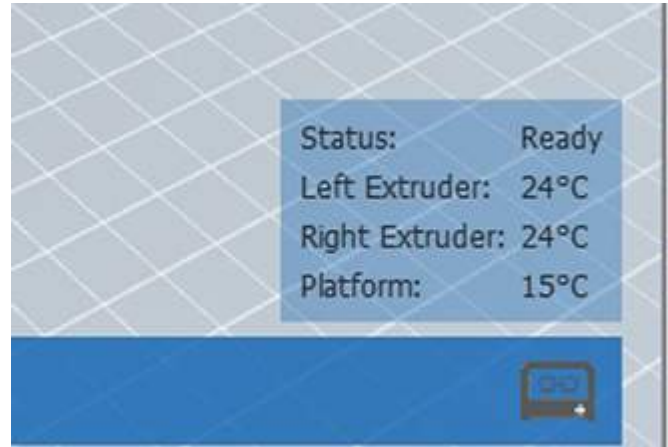 Status: Ready
Left Extruder: 24°C
Right Extruder: 24°C
Platform: 15°C